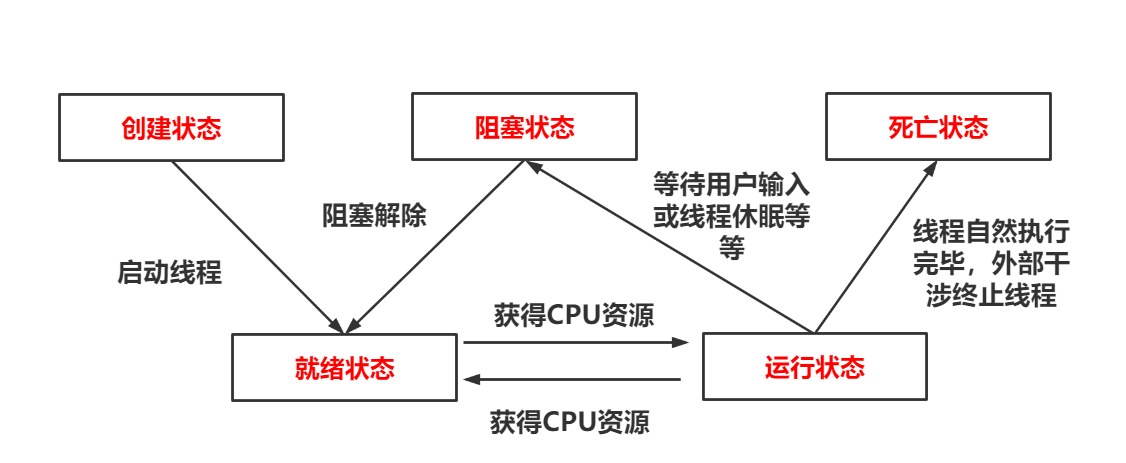 创建状态
阻塞状态
死亡状态
等待用户输入
或线程休眠等
等
阻塞解除
线程自然执行
完毕，外部干
涉终止线程
启动线程
获得CPU资源
就绪状态
运行状态
获得CPU资源